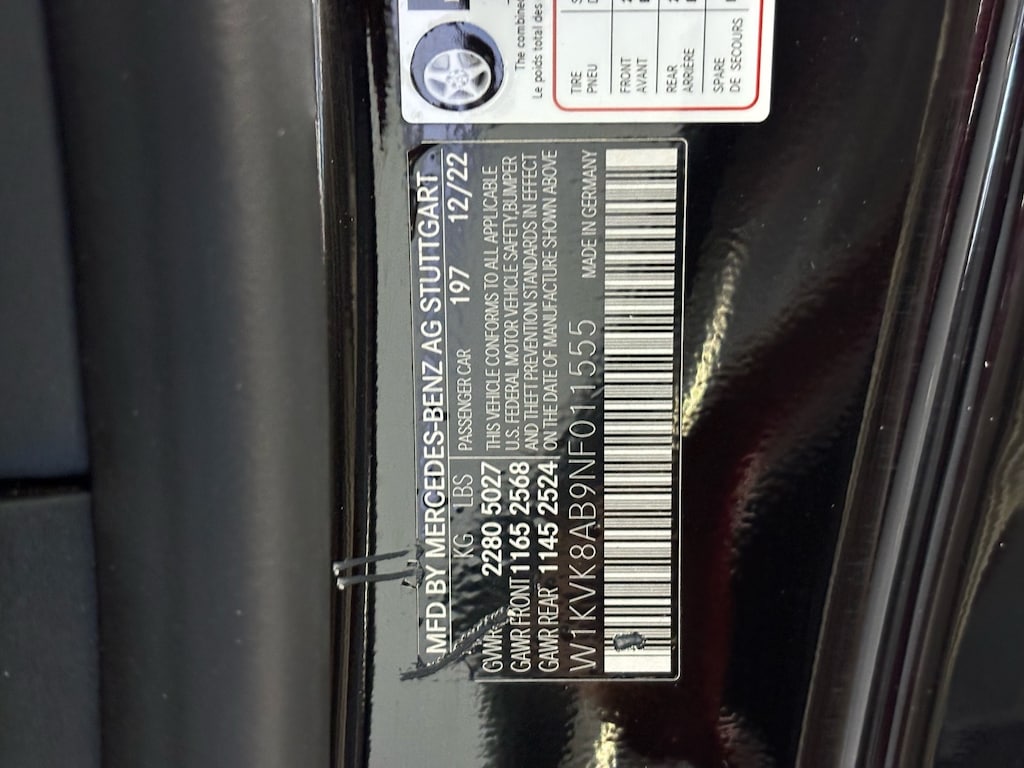 MFD BY MERCEDES-BENZ AG STUTTGART
KG LBS PASSENGER CAR 197 12/22
GVWR 2280 5027 THIS VEHICLE CONFORMS TO ALL APPLICABLE
U.S. FEDERAL MOTOR VEHICLE SAFETY,BUMPER
GAWR FRONT 1165 2568 AND THEFT PREVENTION STANDARDS IN EFFECT
GAWR REAR 1145 2524 ON THE DATE OF MANUFACTURE SHOWN ABOVE
W1KVK8AB9NF011555 MADE IN GERMANY
The combined
Le poids total des
TIRE
PNEU
FRONT
AVANT
REAR
ARRIÈRE
SPARE
DE SECOURS